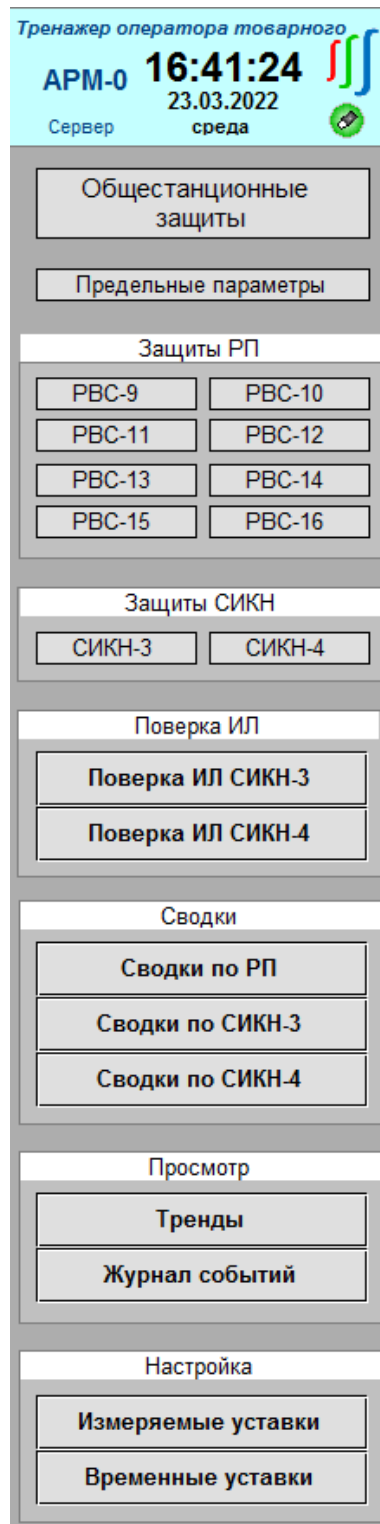 Тренажер оператора товарного
АРМ-0 16:41:24
23.03.2022
Сервер среда
Общестанционные
защиты
Предельные параметры
Защиты РП
РВС-9 РВС-10
РВС-11 РВС-12
РВС-13 РВС-14
РВС-15 РВС-16
Защиты СИКН
СИКН-3 СИКН-4
Поверка ИЛ
Поверка ИЛ СИКН-3
Поверка ИЛ СИКН-4
Сводки
Сводки по РП
Сводки по СИКН-3
Сводки по СИКН-4
Просмотр
Тренды
Журнал событий
Настройка
Измеряемые уставки
Временные уставки